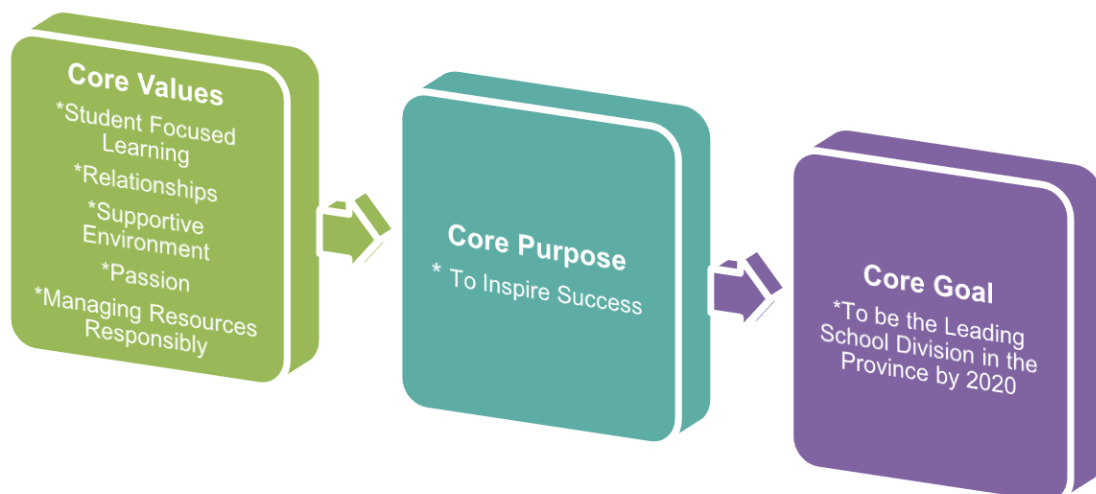 Core Values
*Student Focused
Learning
*Relationships
*Supportive
Environment
*Passion
*Managing Resources
Responsibly
Core Purpose
* To Inspire Success
Core Goal
*To be the Leading
School Division in the
Province by 2020